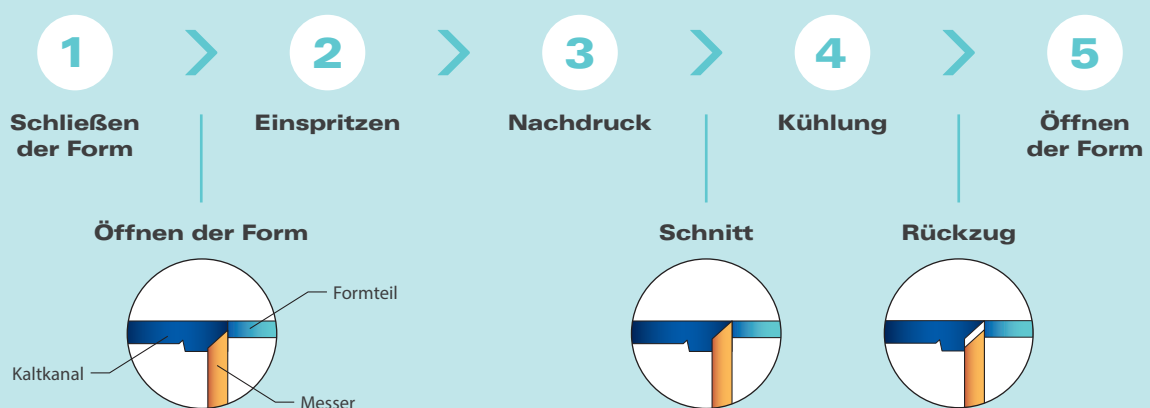 1
2
3
4
5
Schließen
der Form
Einspritzen
Nachdruck
Kühlung
Öffnen
der Form
Öffnen der Form
Schnitt
Rückzug
Formteil
Kaltkanal
Messer